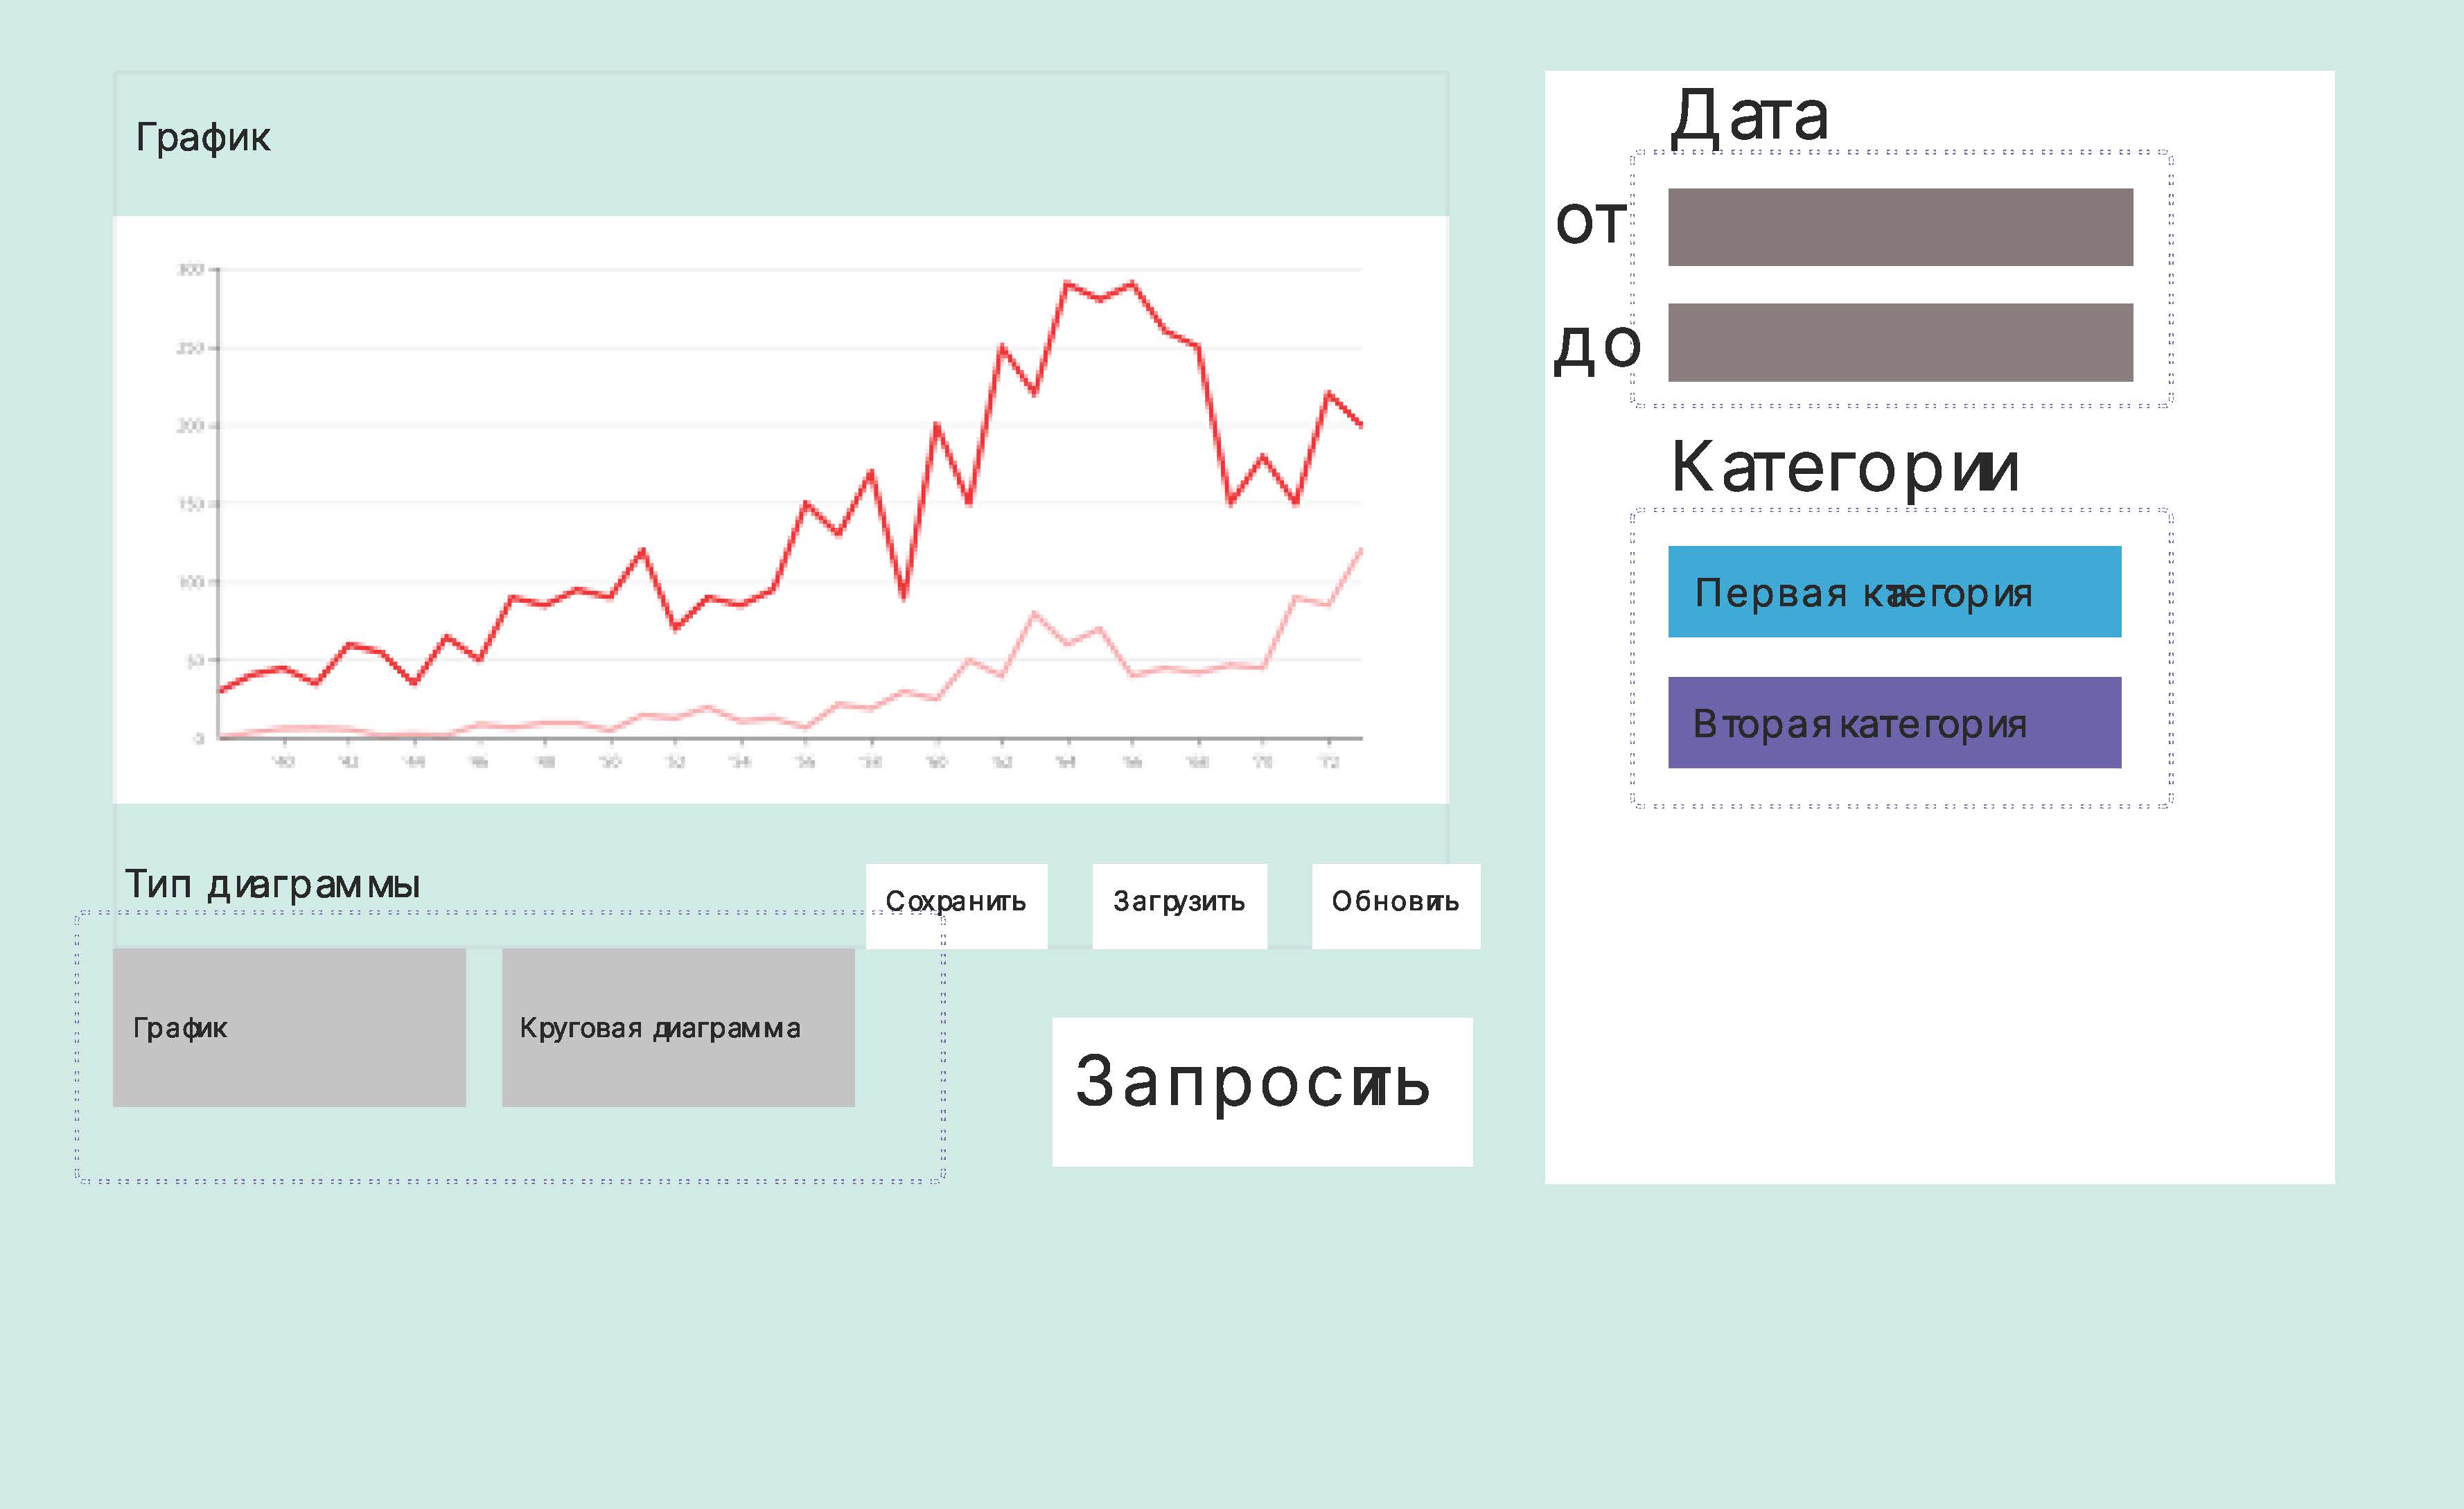 График
300
250
200
150
100
50
0
'40 '42 '44 '46 '48 '50 '52 '54 '56 '58 '60 '62 '64 '66 '68 '70 '72
Тип диаграммы
Сохранить
Загрузить
Обновить
График
Круговая диаграмма
Запросить
Дата
от
до
Категории
Первая категория
Вторая категория